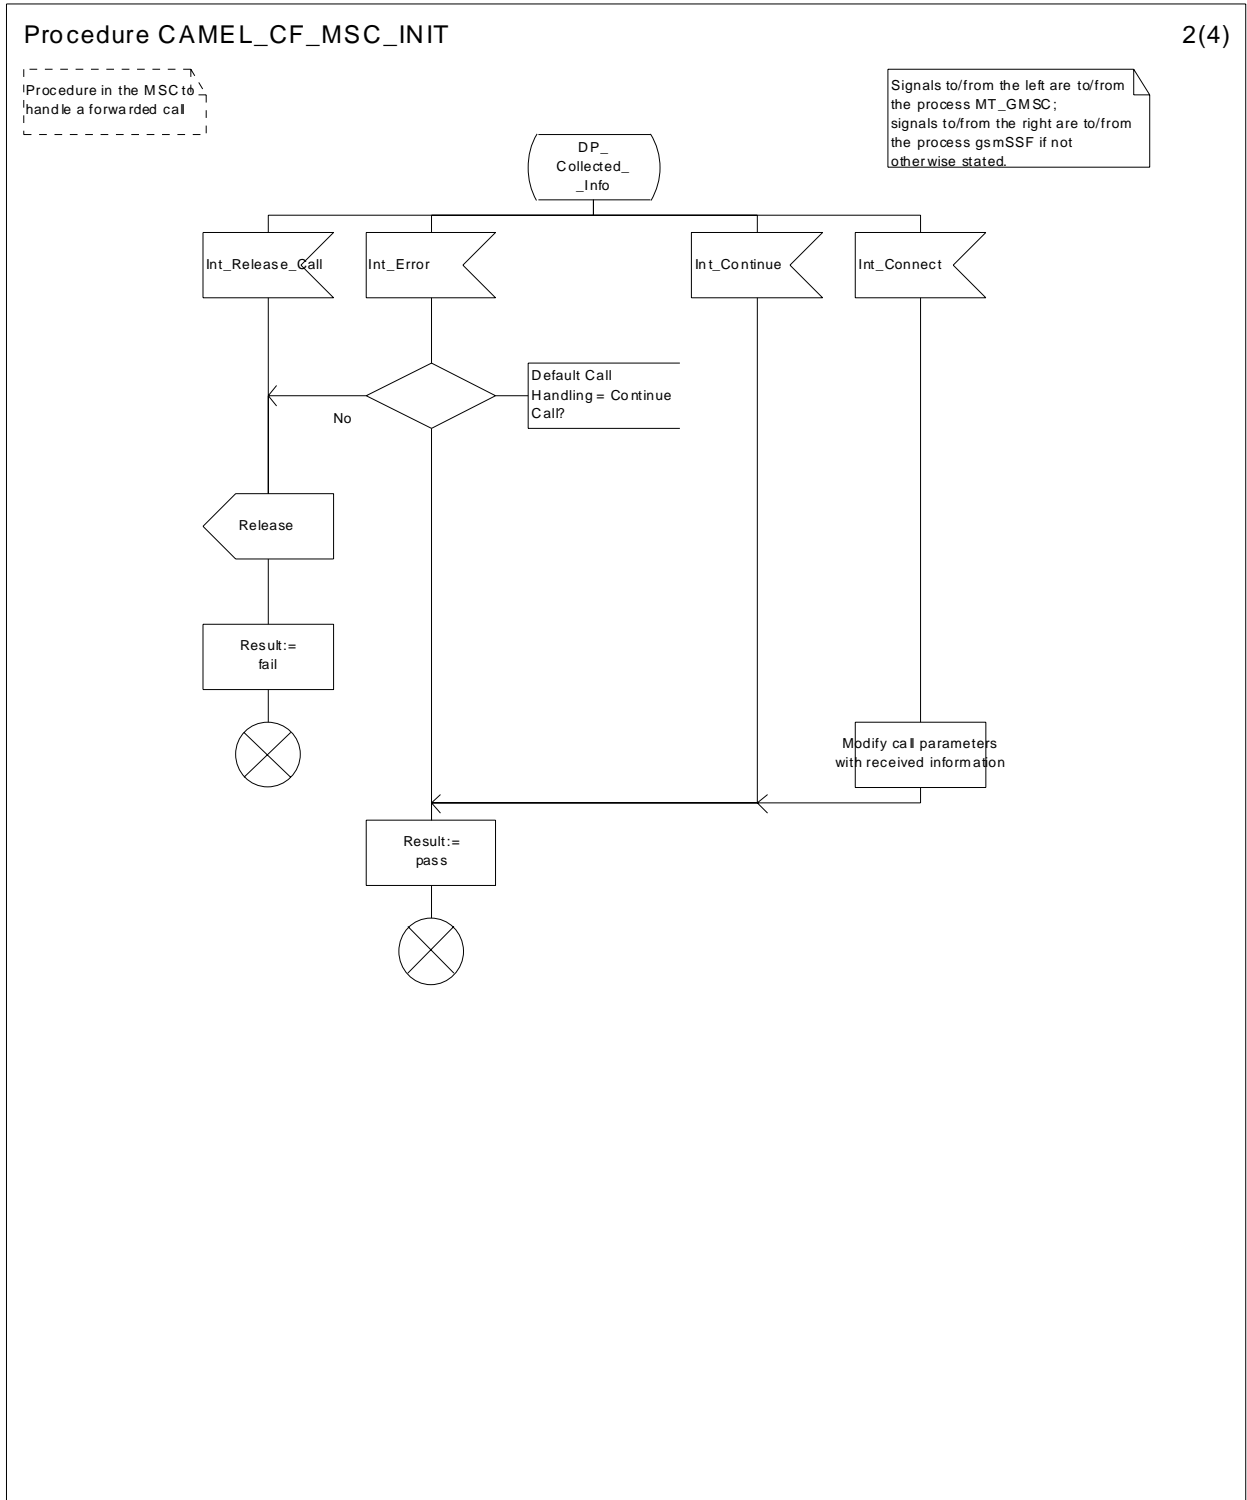 Procedure CAMEL_CF_MSC_INIT
2(4)
Procedure in the MSC to
handle a forwarded call
Signals to/from the left are to/from
the process MT_GMSC;
signals to/from the right are to/from
the process gsmSSF if not
otherwise stated.
DP_
Collected_
_Info
Int_Release_Call
Int_Error
Int_Continue
Int_Connect
Default Call
Handling = Continue
Call?
No
Release
Result:=
fail
Modify call parameters
with received information
Result:=
pass